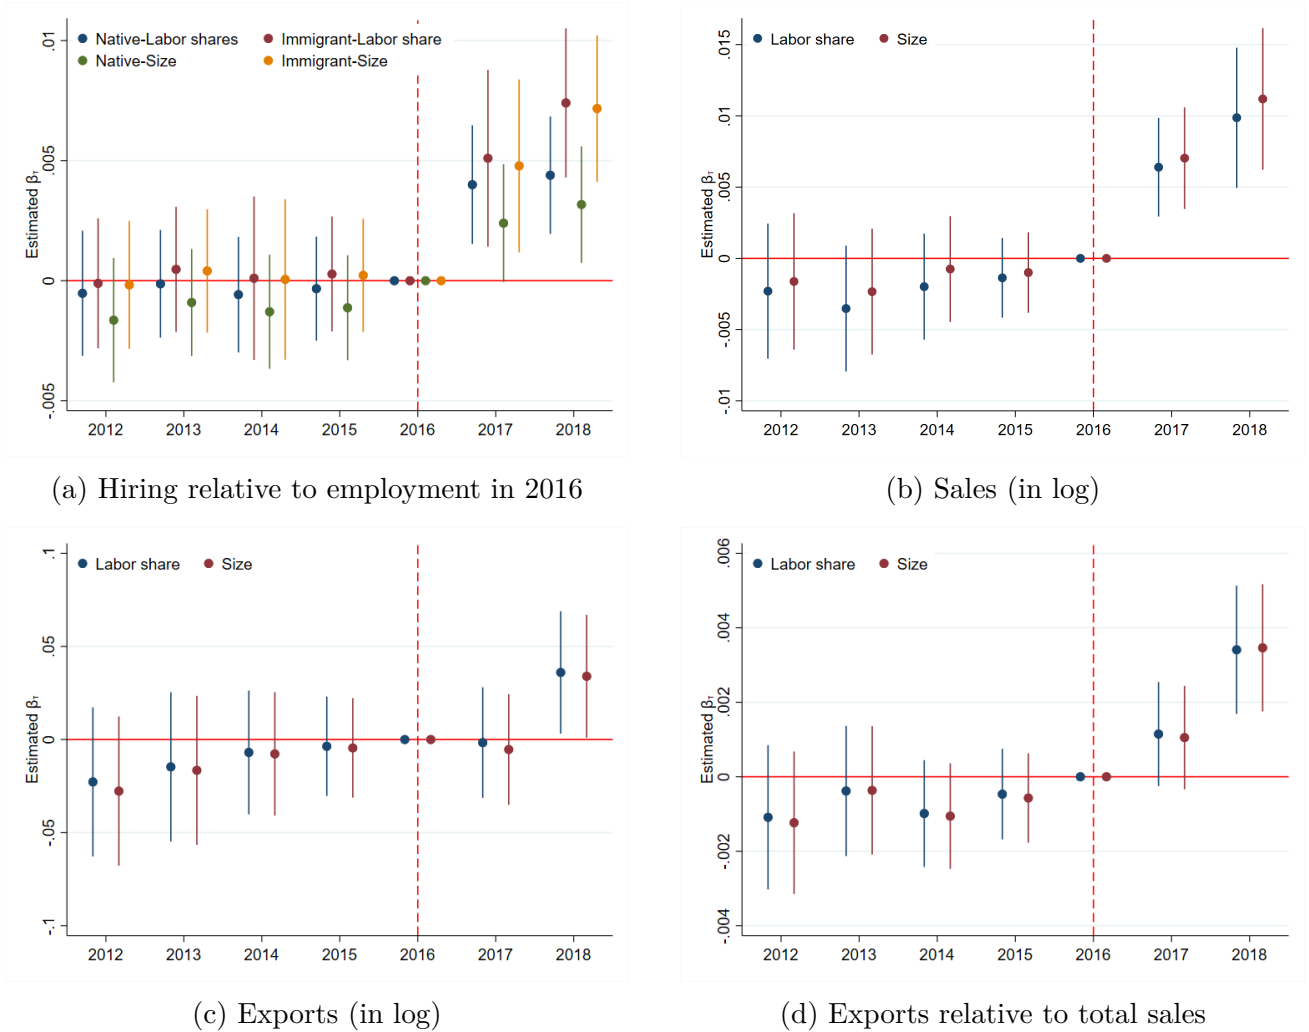 Native-Labor shares Immigrant-Labor share
Native-Size Immigrant-Size
Estimated βτ
.01
.005
0
-.005
2012 2013 2014 2015 2016 2017 2018
(a) Hiring relative to employment in 2016
Labor share Size
Estimated βτ
.015
.01
.005
0
-.005
-.01
2012 2013 2014 2015 2016 2017 2018
(b) Sales (in log)
Labor share Size
Estimated βτ
.1
.05
0
-.05
-.1
2012 2013 2014 2015 2016 2017 2018
(c) Exports (in log)
Labor share Size
Estimated βτ
.006
.004
.002
0
-.002
-.004
2012 2013 2014 2015 2016 2017 2018
(d) Exports relative to total sales